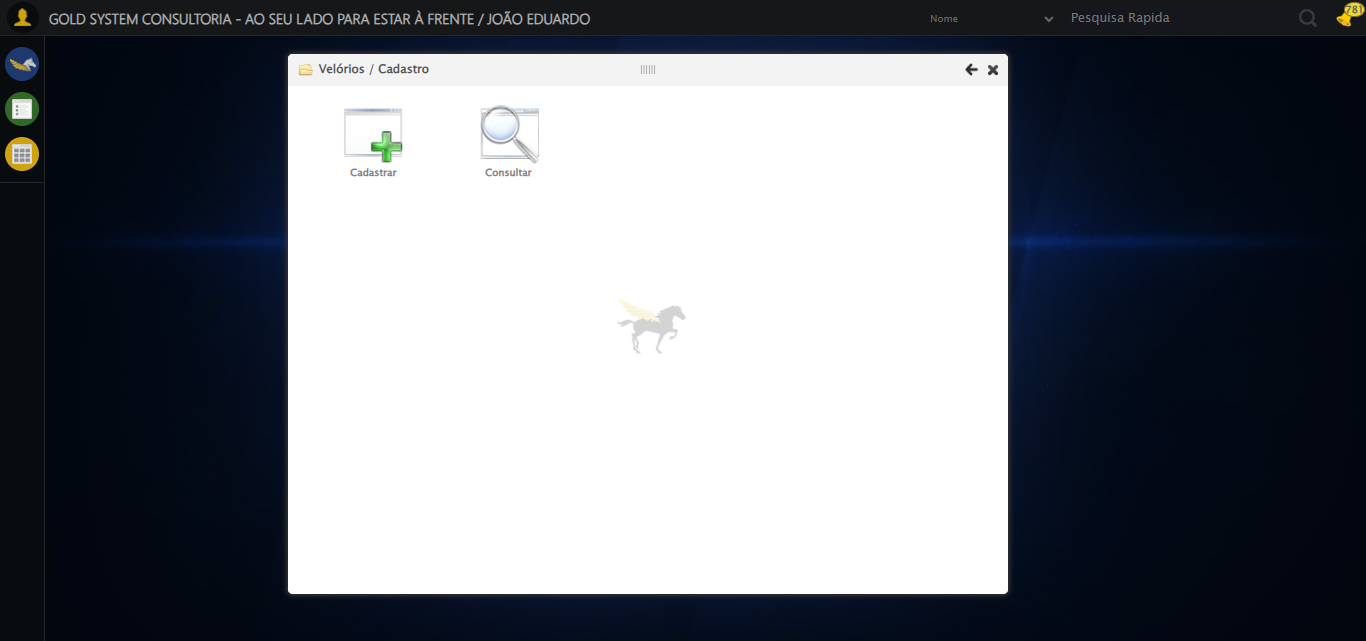 GOLD SYSTEM CONSULTORIA - AO SEU LADO PARA ESTAR À FRENTE / JOÃO EDUARDO
Nome
Pesquisa Rapida
781
Velórios / Cadastro
Cadastrar
Consultar